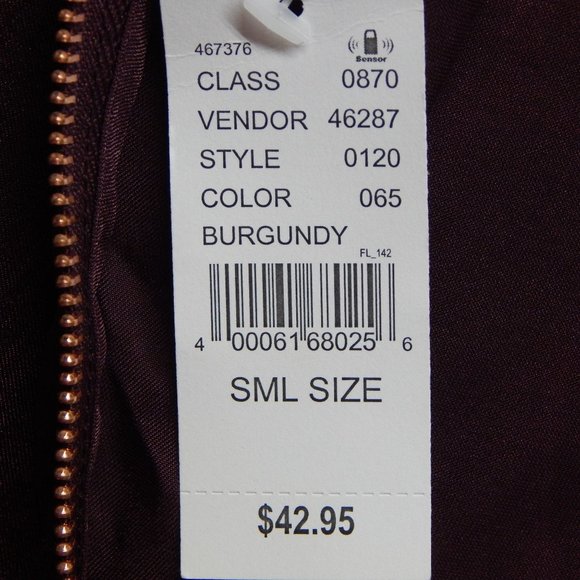 467376
Sensor
CLASS 0870
VENDOR 46287
STYLE 0120
COLOR 065
BURGUNDY
FL_142
4 00061 68025 6
SML SIZE
$42.95